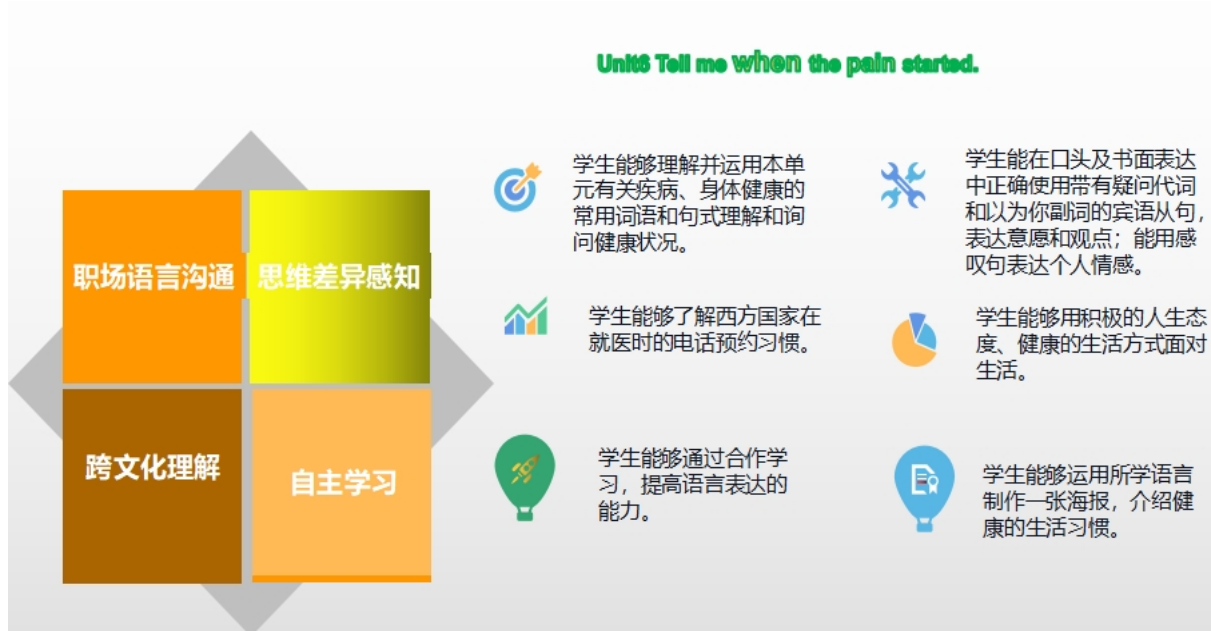 Unit6 Tell me when the pain started.
职场语言沟通
思维差异感知
跨文化理解
自主学习
学生能够理解并运用本单
元有关疾病、身体健康的
常用词语和句式理解和询
问健康状况。
学生能在口头及书面表达
中正确使用带有疑问代词
和以为你副词的宾语从句，
表达意愿和观点；能用感
叹句表达个人情感。
学生能够了解西方国家在
就医时的电话预约习惯。
学生能够用积极的人生态
度、健康的生活方式面对
生活。
学生能够通过合作学
习，提高语言表达的
能力。
学生能够运用所学语言
制作一张海报，介绍健
康的生活习惯。